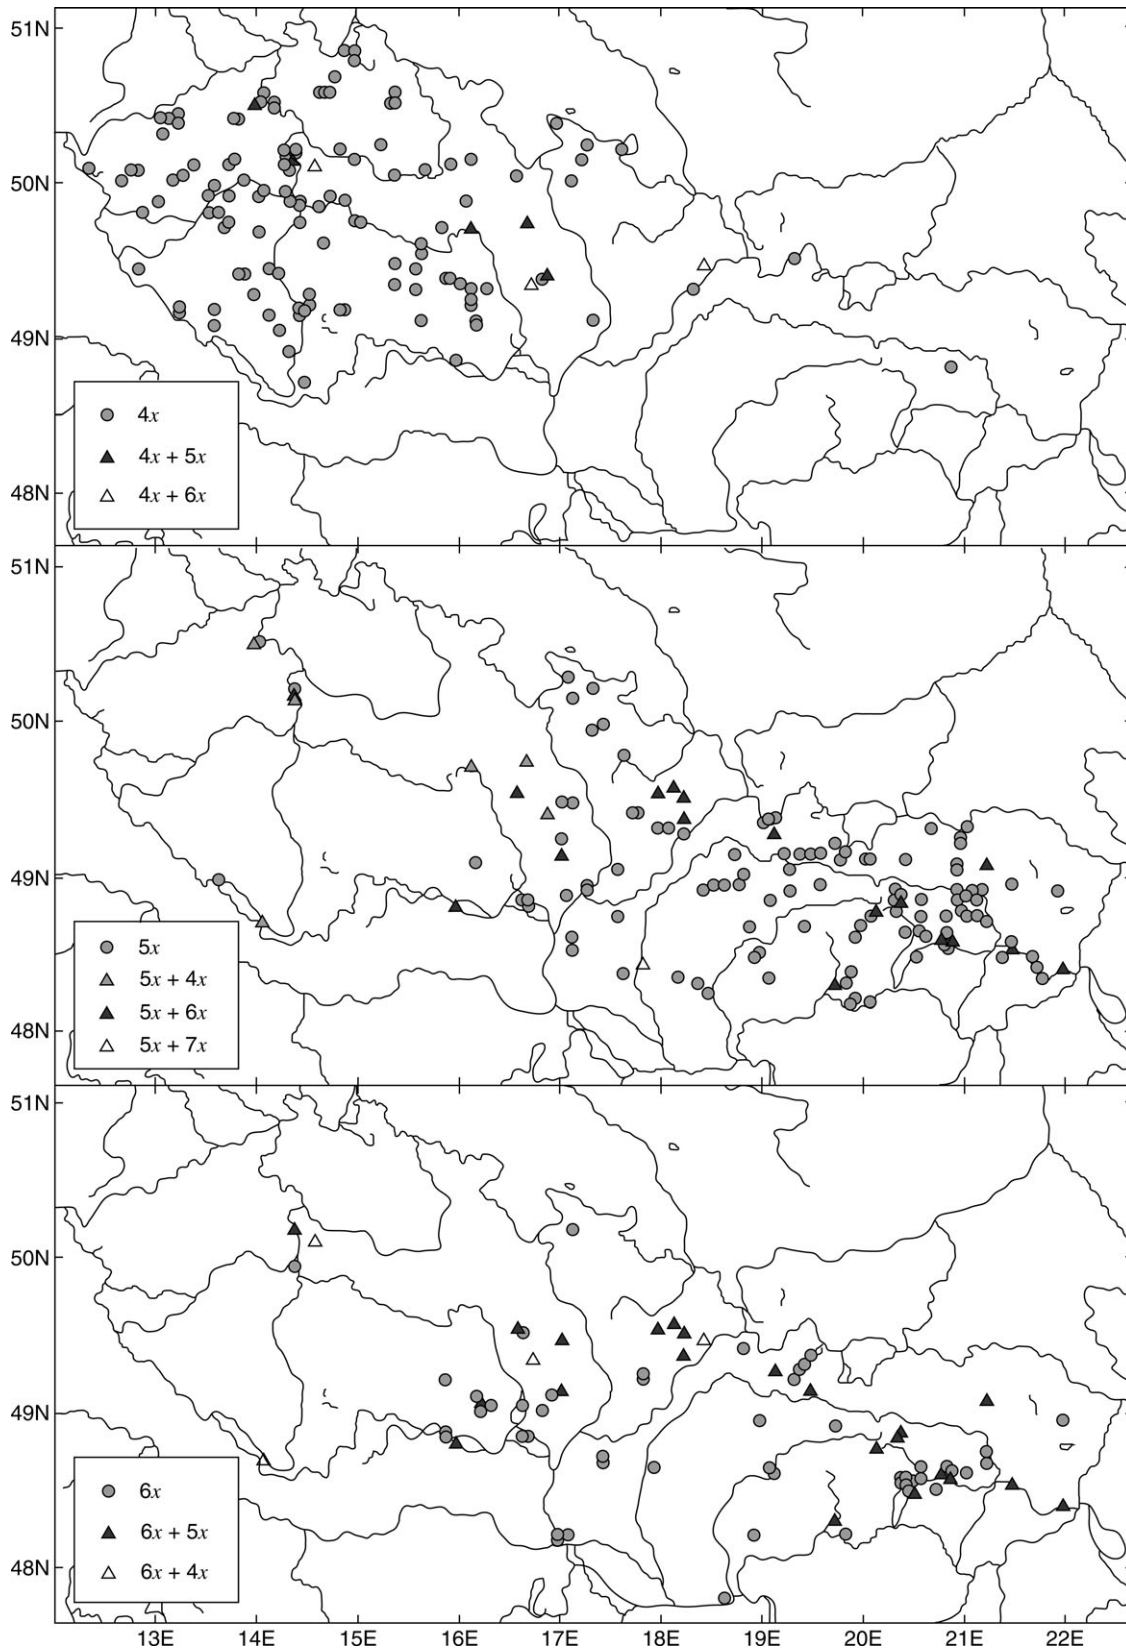 51N
50N
49N
48N
4x
4x + 5x
4x + 6x
51N
50N
49N
48N
5x
5x + 4x
5x + 6x
5x + 7x
51N
50N
49N
48N
6x
6x + 5x
6x + 4x
13E 14E 15E 16E 17E 18E 19E 20E 21E 22E